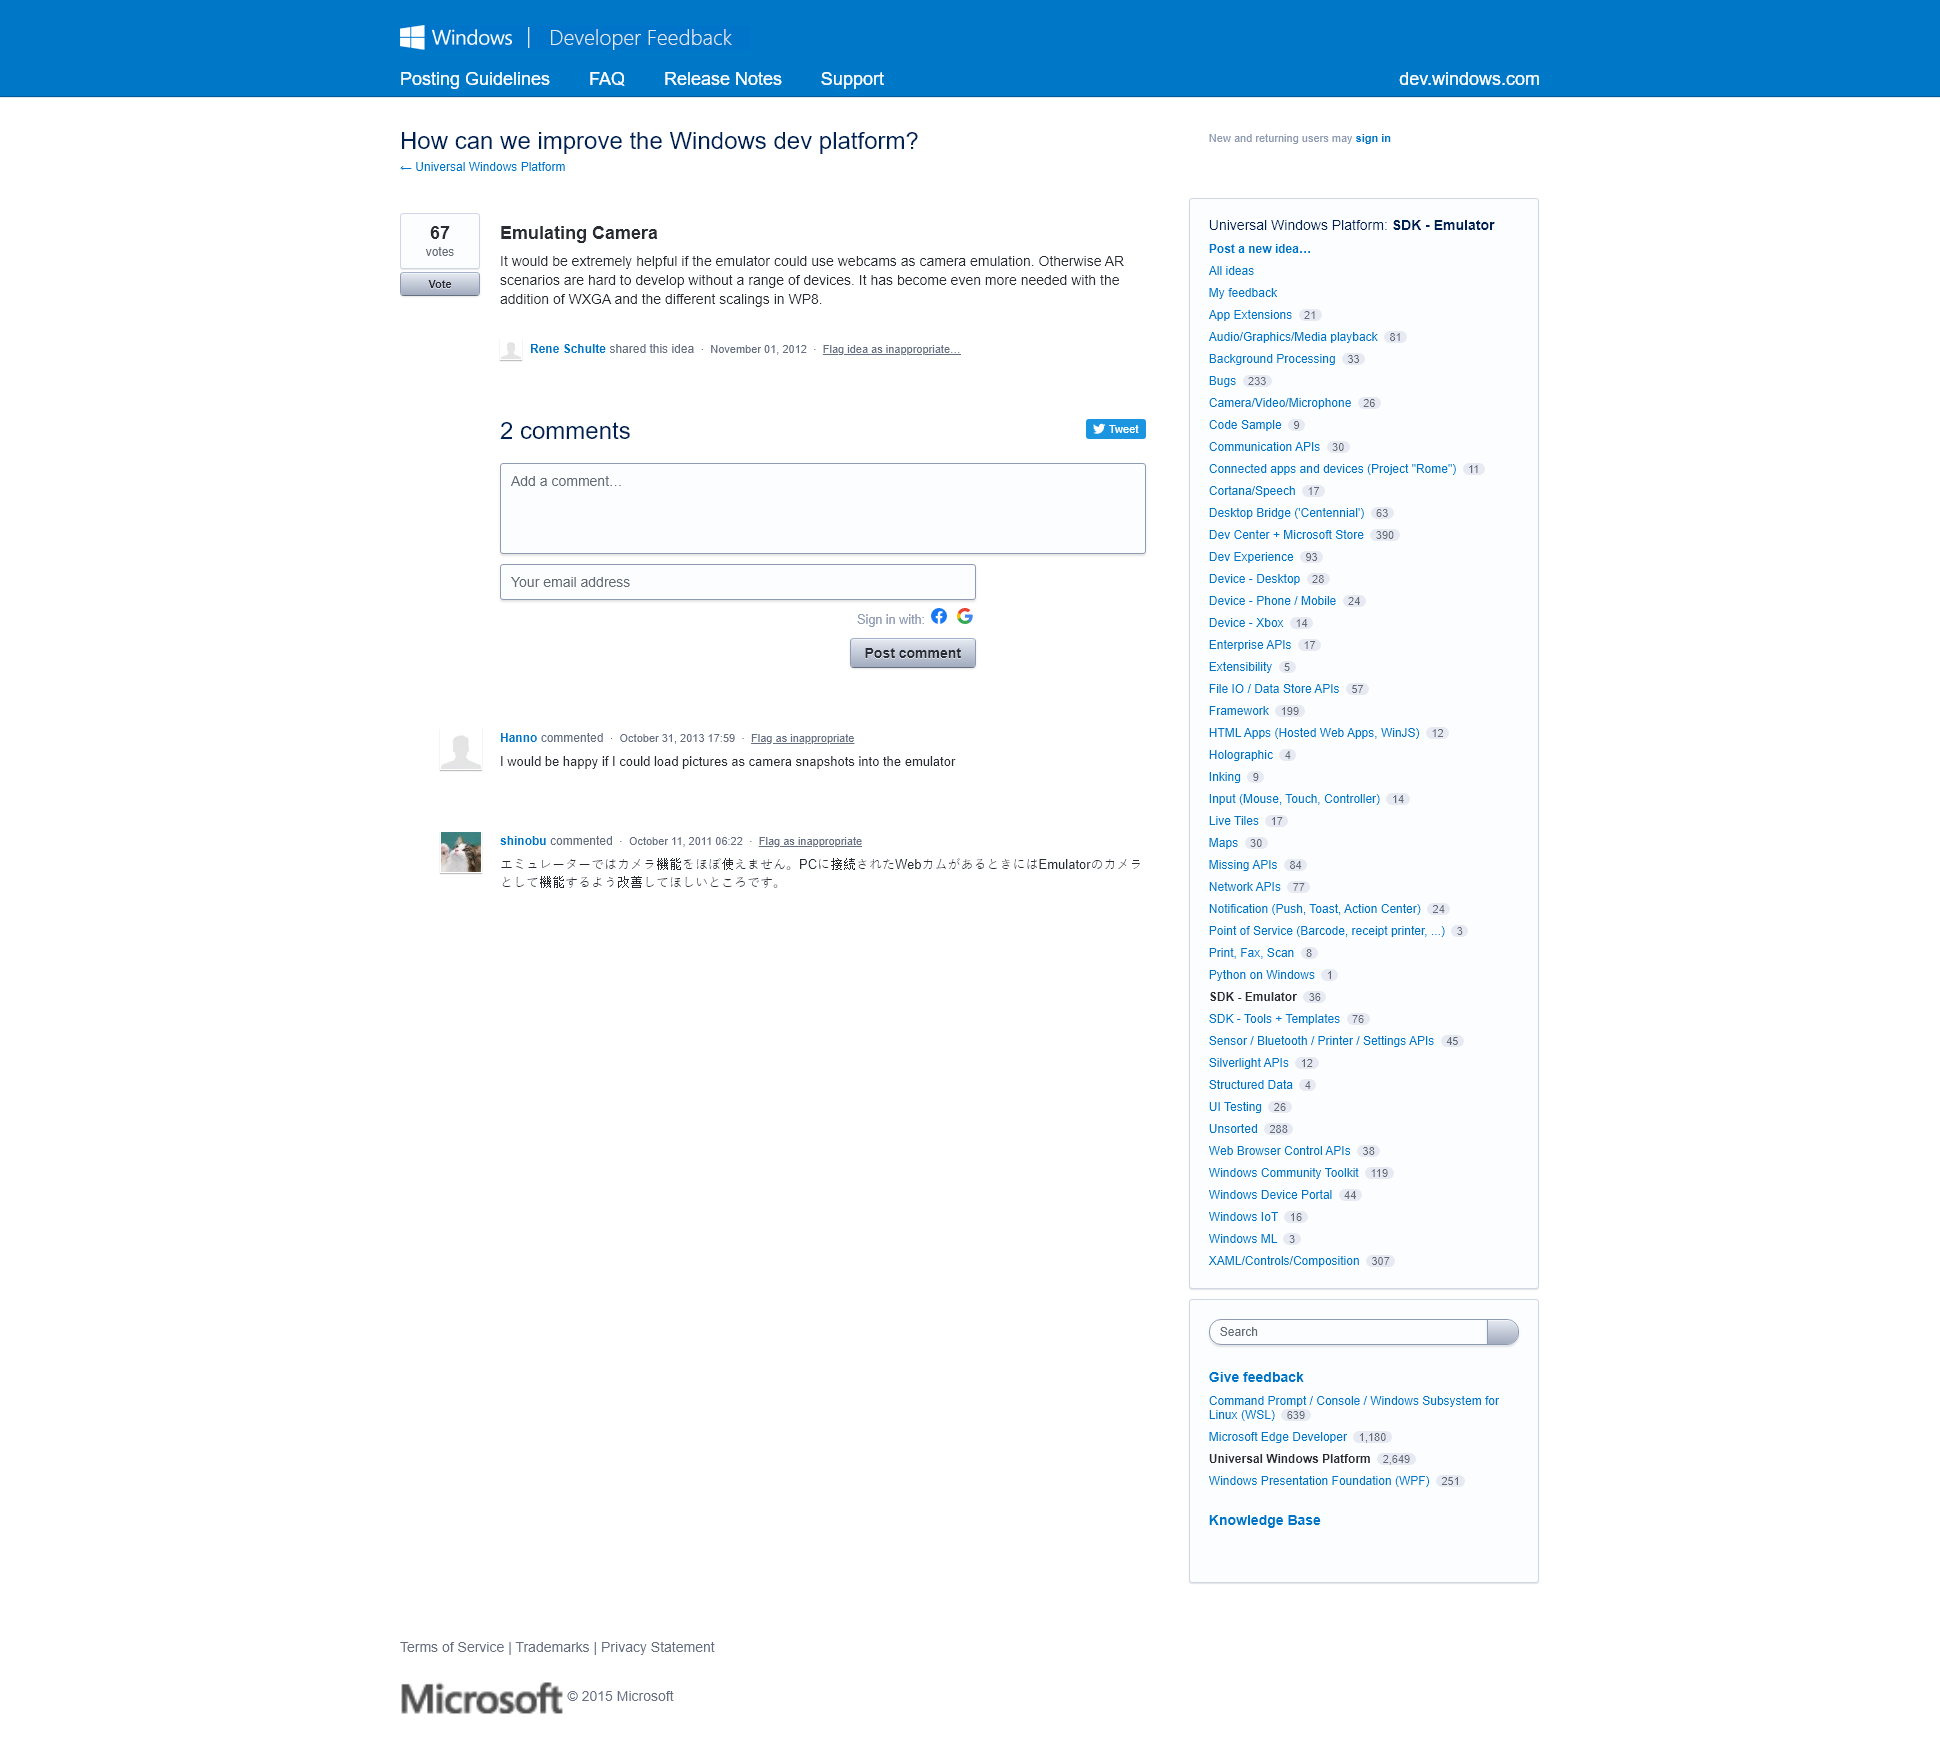 Windows | Developer Feedback
Posting Guidelines FAQ Release Notes Support dev.windows.com
How can we improve the Windows dev platform?
← Universal Windows Platform
67
votes
Vote
Emulating Camera
It would be extremely helpful if the emulator could use webcams as camera emulation. Otherwise AR
scenarios are hard to develop without a range of devices. It has become even more needed with the
addition of WXGA and the different scalings in WP8.
Rene Schulte shared this idea · November 01, 2012 · Flag idea as inappropriate…
2 comments
Tweet
Add a comment…
Your email address
Sign in with:
Post comment
Hanno commented · October 31, 2013 17:59 · Flag as inappropriate
I would be happy if I could load pictures as camera snapshots into the emulator
shinobu commented · October 11, 2011 06:22 · Flag as inappropriate
エミュレーターではカメラ機能をほぼ使えません。PCに接続されたWebカムがあるときにはEmulatorのカメラ
として機能するよう改善してほしいところです。
New and returning users may sign in
Universal Windows Platform: SDK - Emulator
Post a new idea…
All ideas
My feedback
App Extensions 21
Audio/Graphics/Media playback 81
Background Processing 33
Bugs 233
Camera/Video/Microphone 26
Code Sample 9
Communication APIs 30
Connected apps and devices (Project "Rome") 11
Cortana/Speech 17
Desktop Bridge ('Centennial') 63
Dev Center + Microsoft Store 390
Dev Experience 93
Device - Desktop 28
Device - Phone / Mobile 24
Device - Xbox 14
Enterprise APIs 17
Extensibility 5
File IO / Data Store APIs 57
Framework 199
HTML Apps (Hosted Web Apps, WinJS) 12
Holographic 4
Inking 9
Input (Mouse, Touch, Controller) 14
Live Tiles 17
Maps 30
Missing APIs 84
Network APIs 77
Notification (Push, Toast, Action Center) 24
Point of Service (Barcode, receipt printer, ...) 3
Print, Fax, Scan 8
Python on Windows 1
SDK - Emulator 36
SDK - Tools + Templates 76
Sensor / Bluetooth / Printer / Settings APIs 45
Silverlight APIs 12
Structured Data 4
UI Testing 26
Unsorted 288
Web Browser Control APIs 38
Windows Community Toolkit 119
Windows Device Portal 44
Windows IoT 16
Windows ML 3
XAML/Controls/Composition 307
Search
Give feedback
Command Prompt / Console / Windows Subsystem for
Linux (WSL) 639
Microsoft Edge Developer 1,180
Universal Windows Platform 2,649
Windows Presentation Foundation (WPF) 251
Knowledge Base
Terms of Service | Trademarks | Privacy Statement
Microsoft © 2015 Microsoft